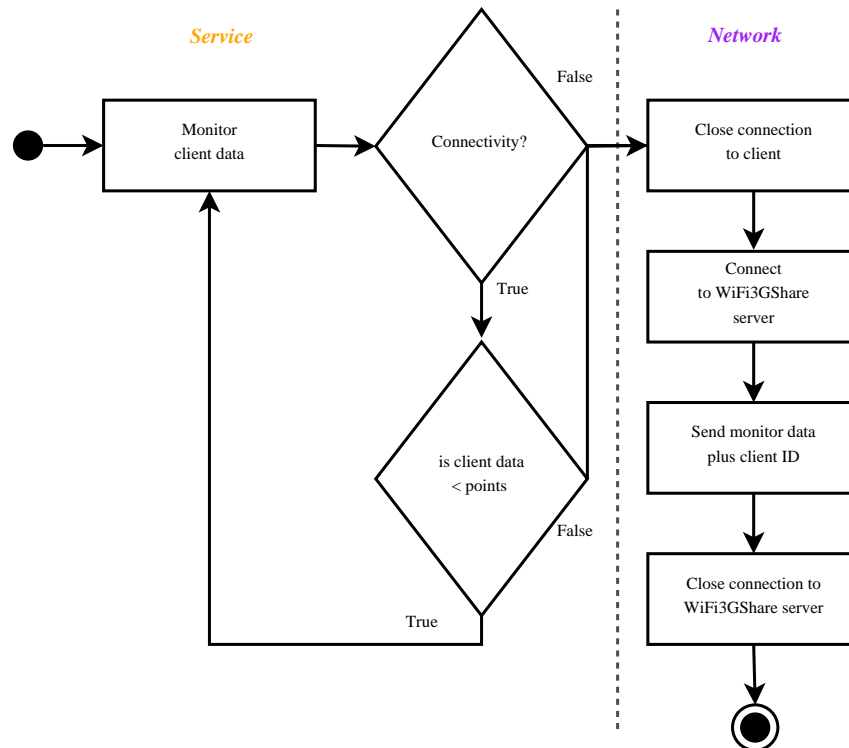 Service
Network
False
Monitor
client data
Connectivity?
Close connection
to client
True
Connect
to WiFi3GShare
server
is client data
< points
Send monitor data
plus client ID
False
Close connection to
WiFi3GShare server
True